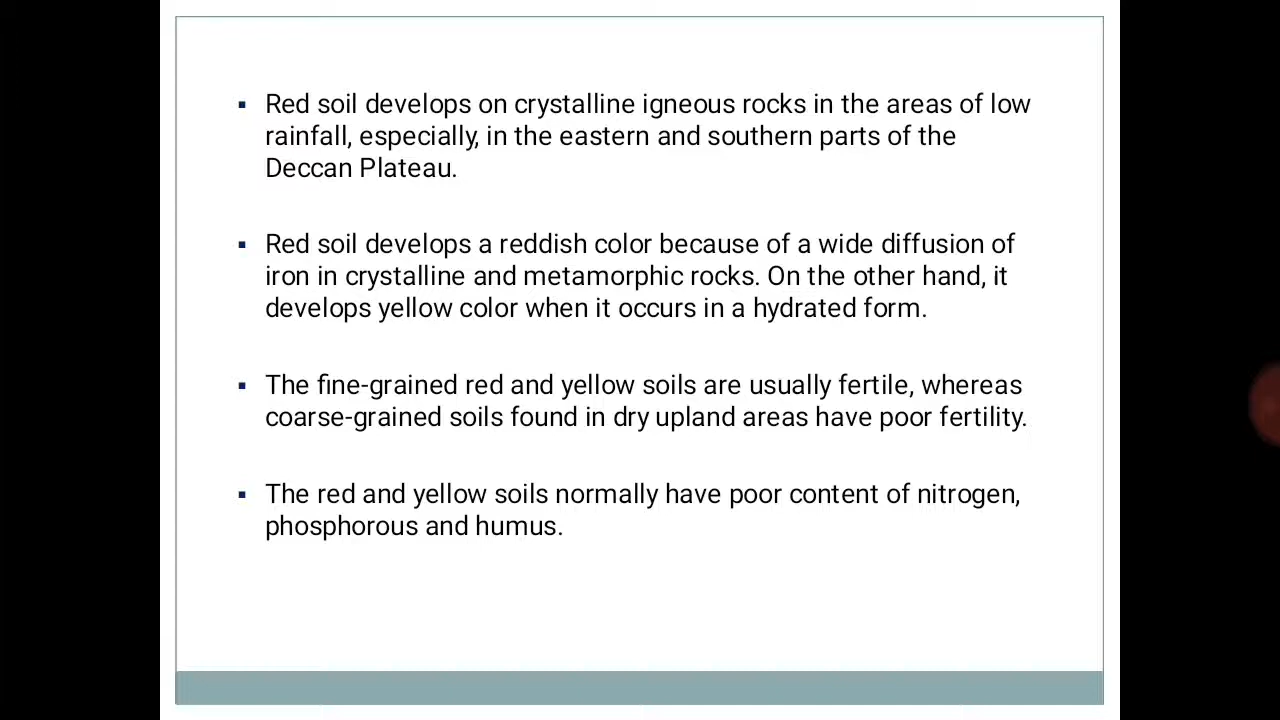 ▪ Red soil develops on crystalline igneous rocks in the areas of low
rainfall, especially, in the eastern and southern parts of the
Deccan Plateau.
▪ Red soil develops a reddish color because of a wide diffusion of
iron in crystalline and metamorphic rocks. On the other hand, it
develops yellow color when it occurs in a hydrated form.
▪ The fine-grained red and yellow soils are usually fertile, whereas
coarse-grained soils found in dry upland areas have poor fertility.
▪ The red and yellow soils normally have poor content of nitrogen,
phosphorous and humus.